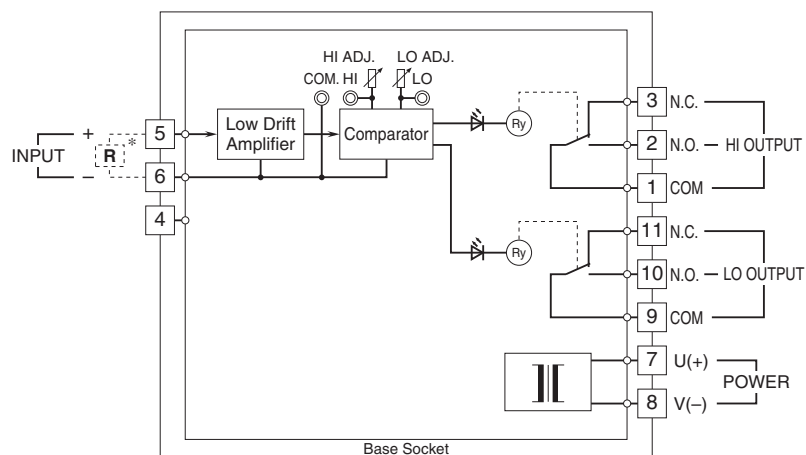 HI ADJ. LO ADJ.
COM. HI LO
INPUT
+
–
R *
5
6
4
Low Drift
Amplifier
Comparator
Ry
Ry
3 N.C.
2 N.O. HI OUTPUT
1 COM
11 N.C.
10 N.O. LO OUTPUT
9 COM
7 U(+)
POWER
8 V(–)
Base Socket